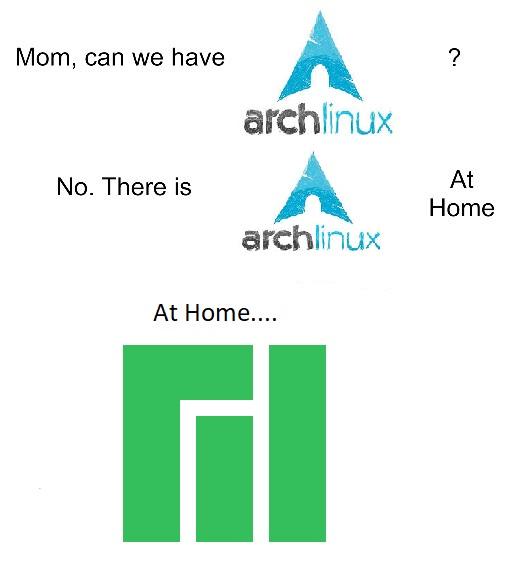 Mom, can we have archlinux ?
No. There is archlinux At
Home
At Home....